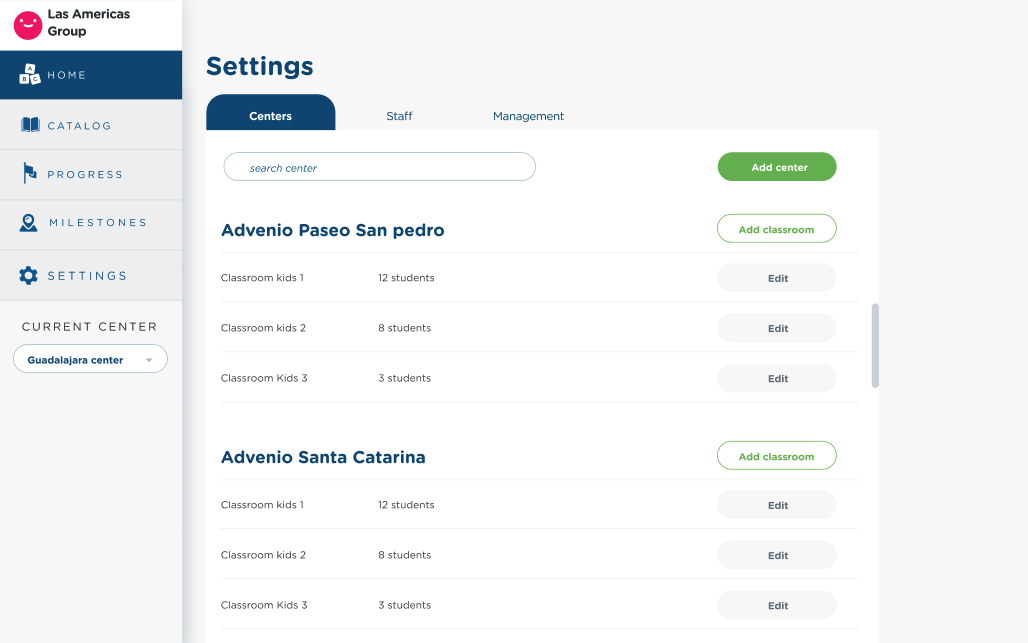 Las Americas
Group
HOME
CATALOG
PROGRESS
MILESTONES
SETTINGS
CURRENT CENTER
Guadalajara center
Settings
Centers Staff Management
search center Add center
Advenio Paseo San pedro Add classroom
Classroom kids 1 12 students Edit
Classroom kids 2 8 students Edit
Classroom Kids 3 3 students Edit
Advenio Santa Catarina Add classroom
Classroom kids 1 12 students Edit
Classroom kids 2 8 students Edit
Classroom Kids 3 3 students Edit